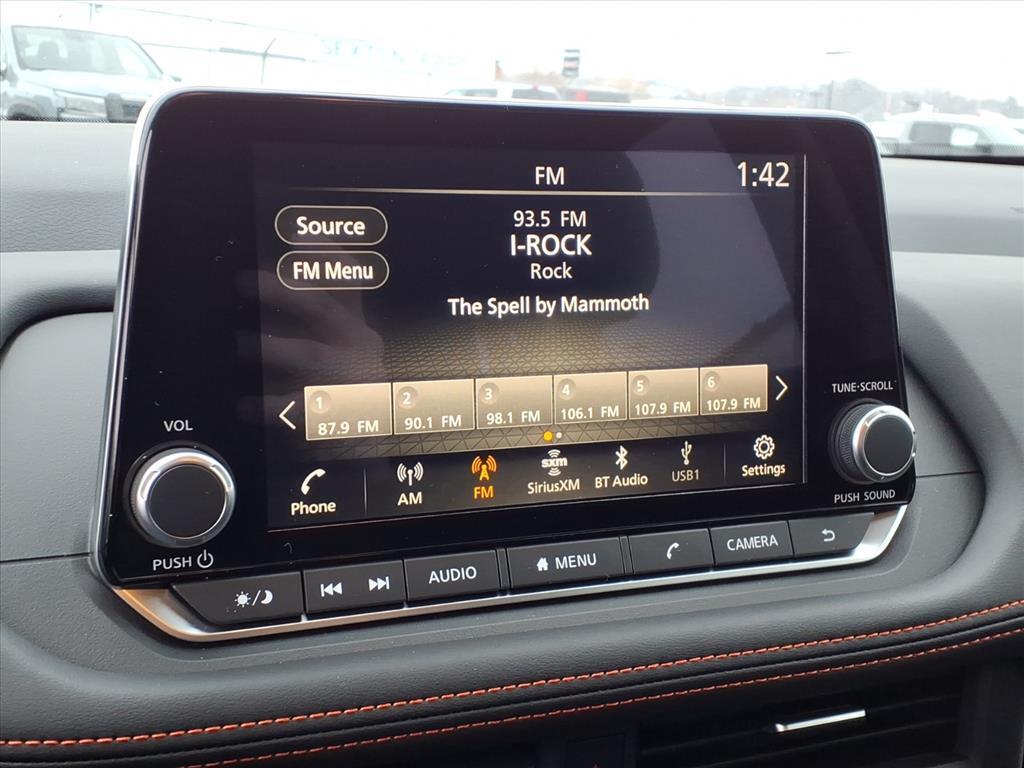 FM 1:42
Source
93.5 FM
I-ROCK
FM Menu
Rock
The Spell by Mammoth
1 2 3 4 5 6
87.9 FM 90.1 FM 98.1 FM 106.1 FM 107.9 FM 107.9 FM
Phone AM FM sxm SiriusXM BT Audio USB1 Settings
VOL
PUSH
TUNE·SCROLL
PUSH SOUND
AUDIO MENU CAMERA